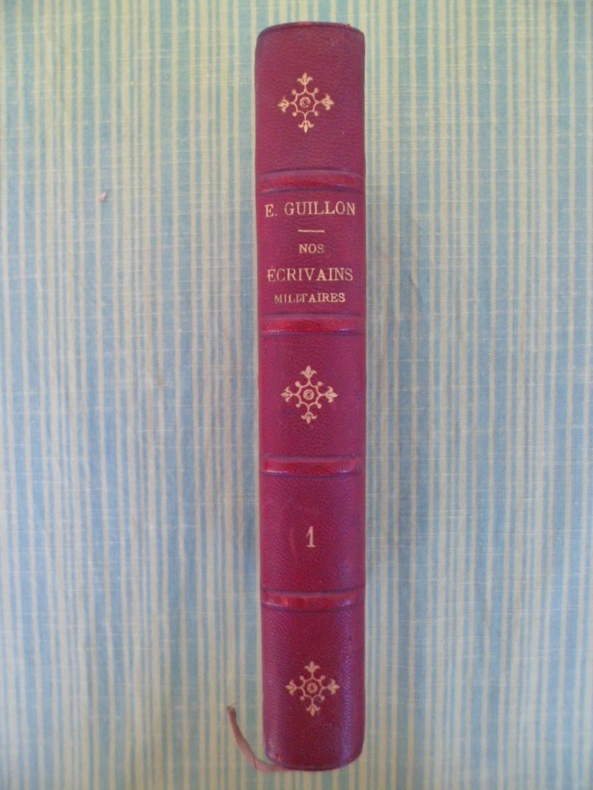 E. GUILLON
NOS
ÉCRIVAINS
MILITAIRES
1